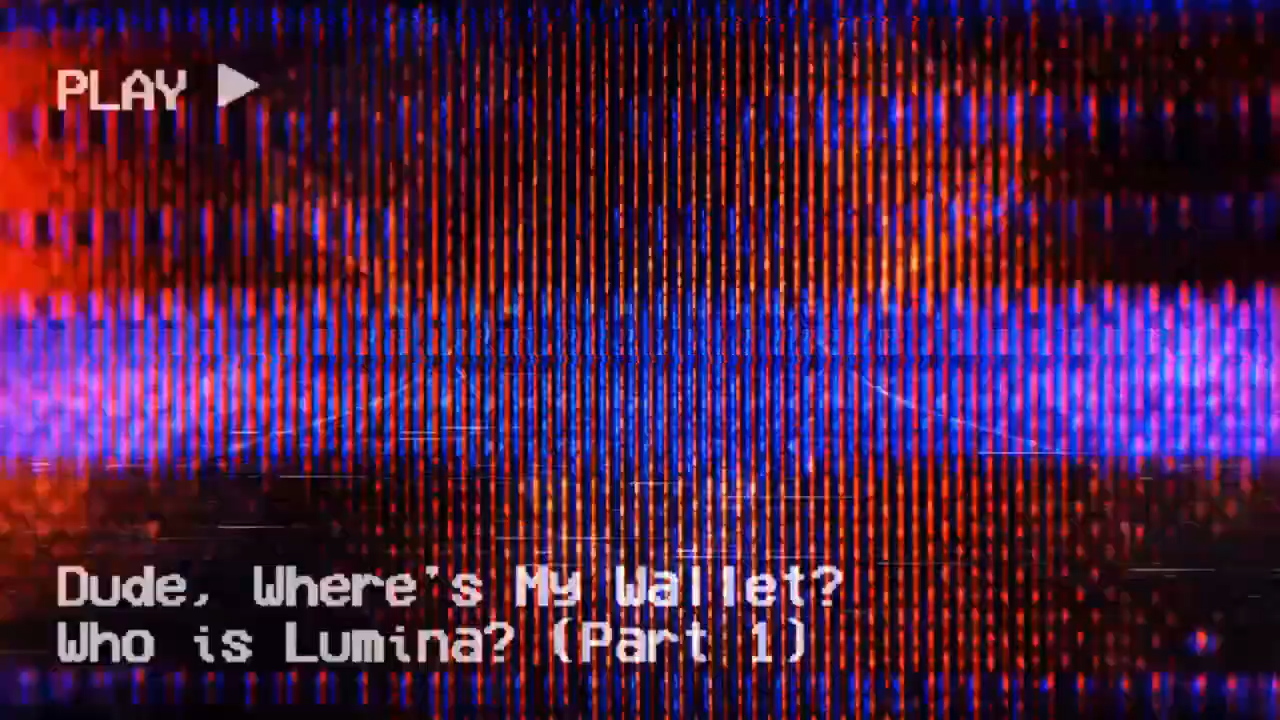 PLAY ▶
Dude, Where's My Wallet?
Who is Lumina? (Part 1)